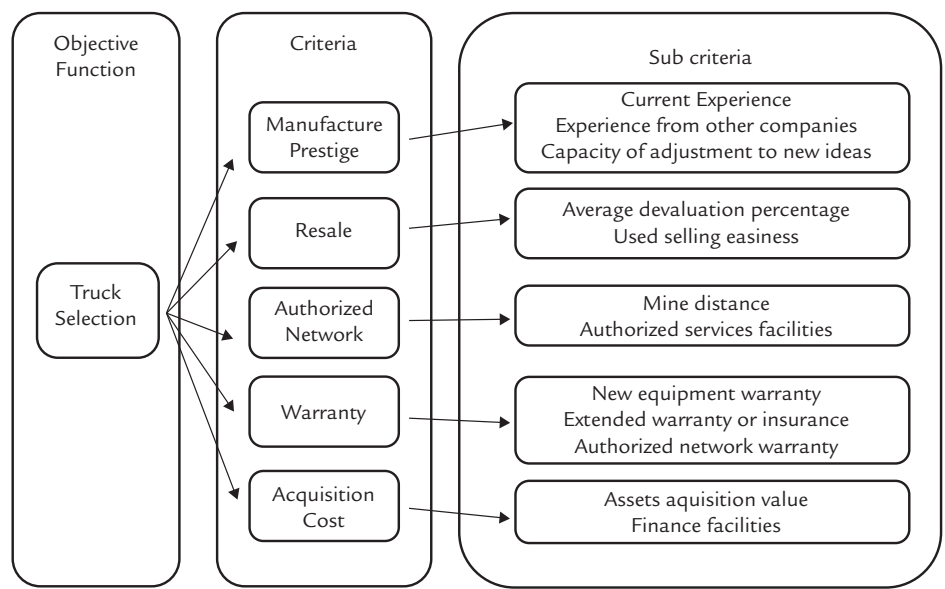 Objective
Function
Truck
Selection
Criteria
Manufacture
Prestige
Resale
Authorized
Network
Warranty
Acquisition
Cost
Sub criteria
Current Experience
Experience from other companies
Capacity of adjustment to new ideas
Average devaluation percentage
Used selling easiness
Mine distance
Authorized services facilities
New equipment warranty
Extended warranty or insurance
Authorized network warranty
Assets aquisition value
Finance facilities